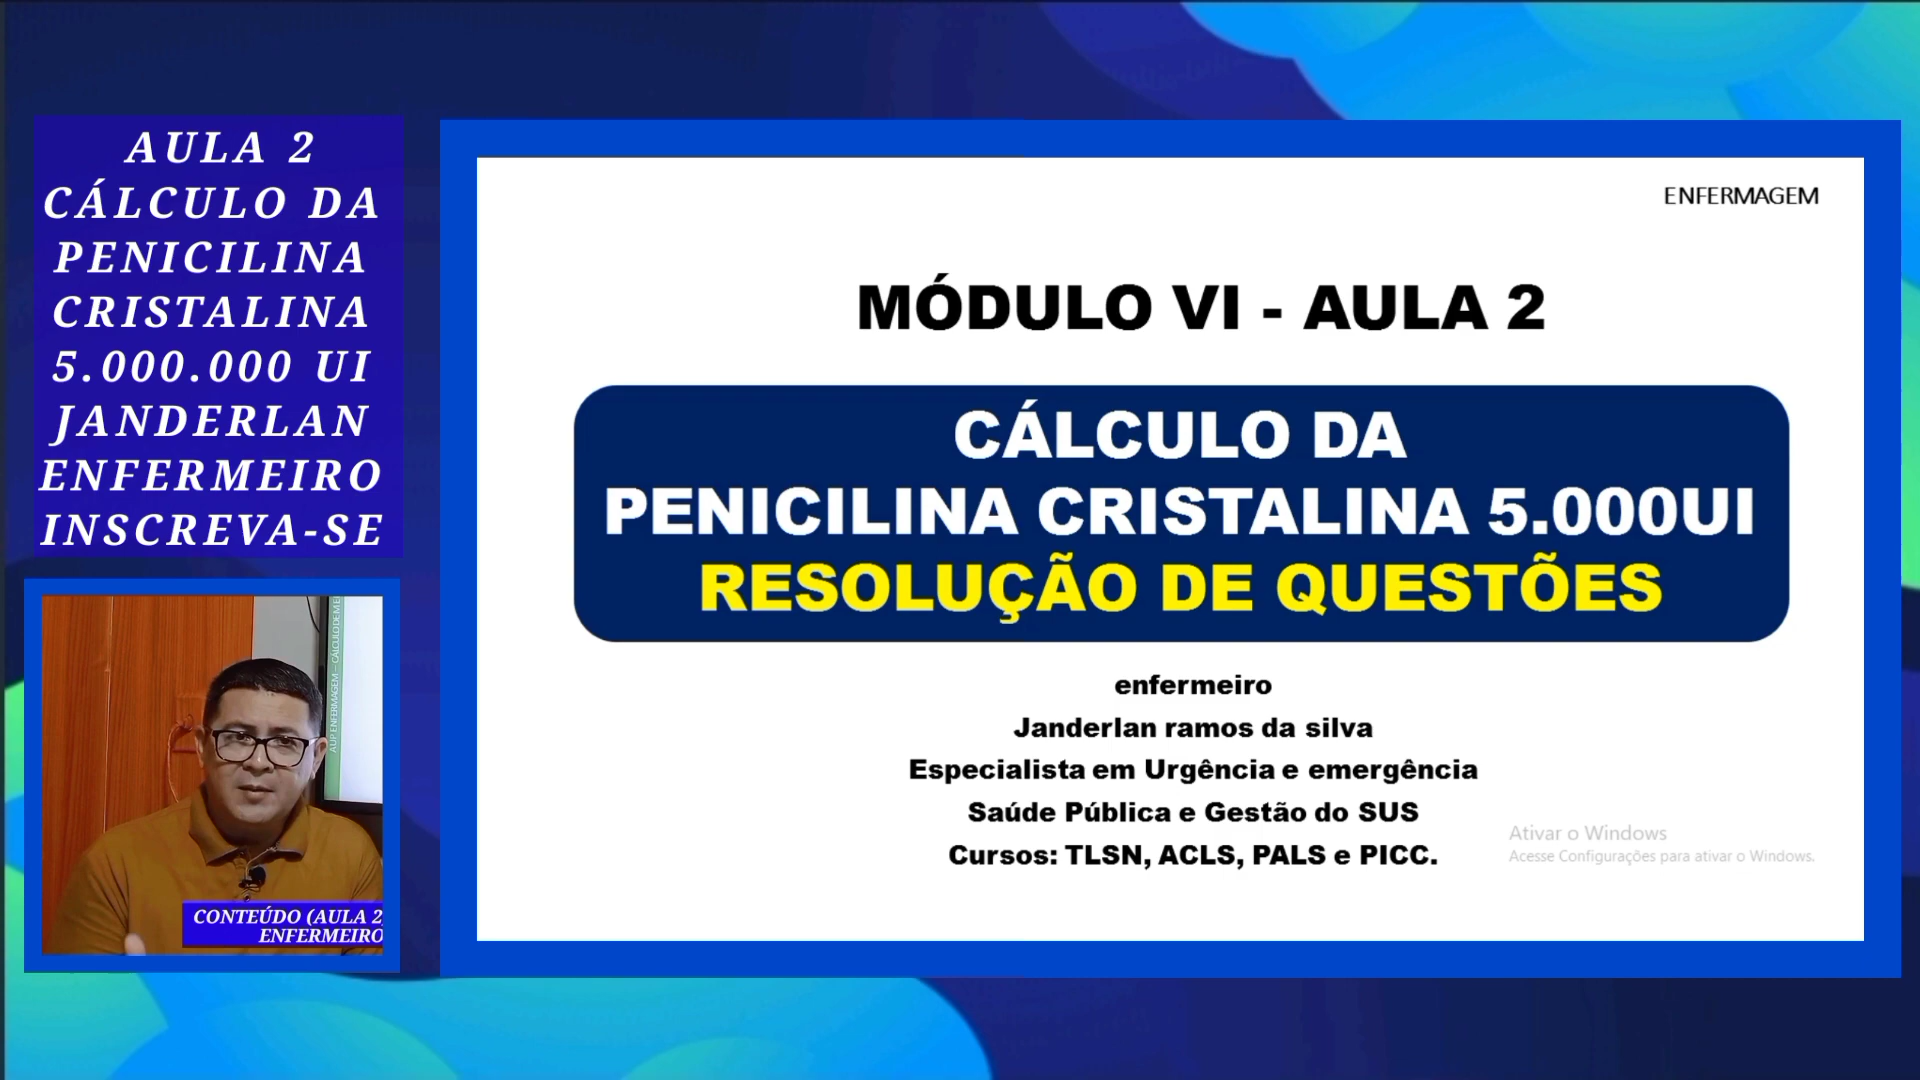 AULA 2
CÁLCULO DA
PENICILINA
CRISTALINA
5.000.000 UI
JANDERLAN
ENFERMEIRO
INSCREVA-SE
ENFERMAGEM
MÓDULO VI - AULA 2
CÁLCULO DA
PENICILINA CRISTALINA 5.000UI
RESOLUÇÃO DE QUESTÕES
enfermeiro
Janderlan ramos da silva
Especialista em Urgência e emergência
Saúde Pública e Gestão do SUS
Cursos: TLSN, ACLS, PALS e PICC.
Ativar o Windows
Acesse Configurações para ativar o Windows.
CONTEÚDO (AULA 2
ENFERMEIRO